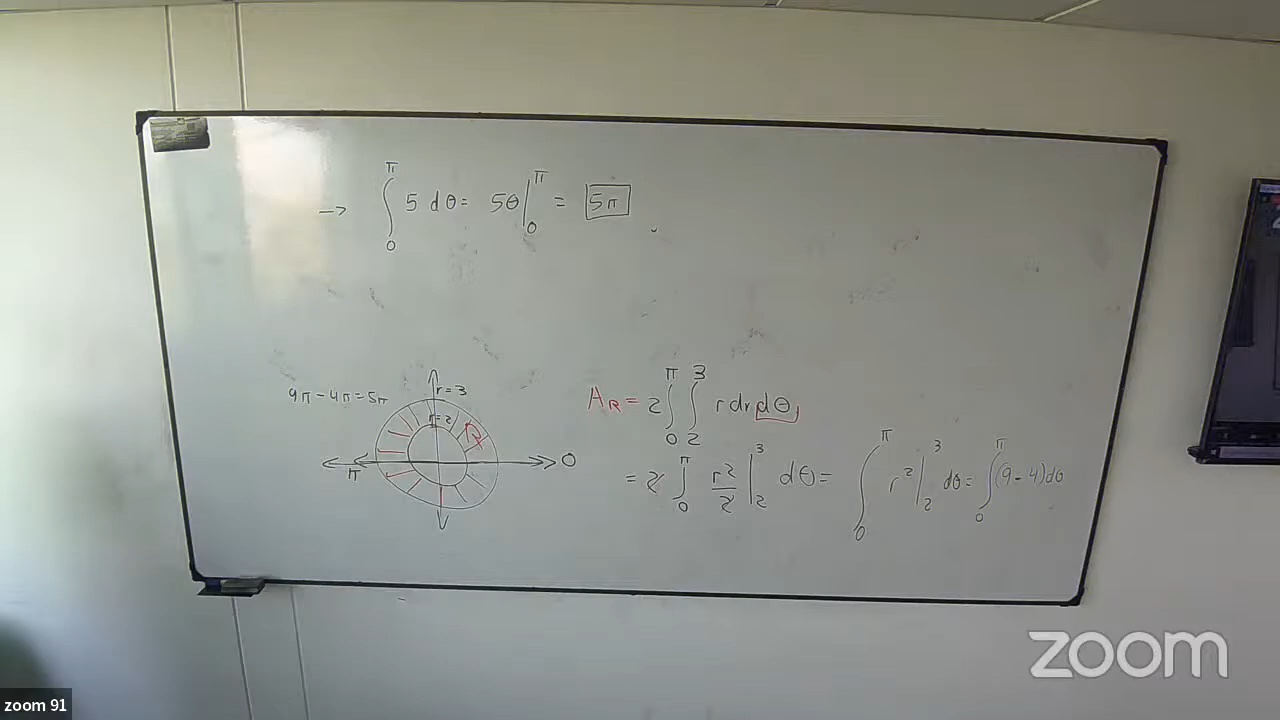 → ∫₀^π 5 dθ = 5θ |₀^π = 5π
9π - 4π = 5π
r=3
r=2
R
π
0
A_R = 2 ∫₀^π ∫₂³ r dr dθ
= 2 ∫₀^π r²/2 |₂³ dθ = ∫₀^π r² |₂³ dθ = ∫₀^π (9-4)dθ
zoom
zoom 91